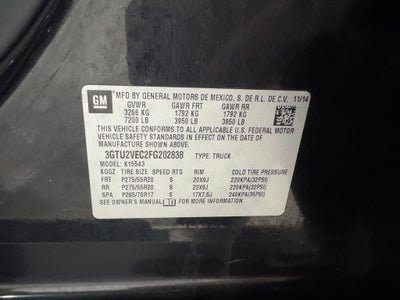 GM
MFD BY GENERAL MOTORS DE MEXICO, S. DE R.L. DE C.V. 11/14
GVWR GAWR FRT GAWR RR
3266 KG 1792 KG 1792 KG
7200 LB 3950 LB 3950 LB
THIS VEHICLE CONFORMS TO ALL APPLICABLE U.S. FEDERAL MOTOR
VEHICLE SAFETY STANDARDS IN EFFECT ON THE DATE OF
MANUFACTURE SHOWN ABOVE.
3GTU2VEC2FG202838 TYPE: TRUCK
MODEL: K15543
KGGZ TIRE SIZE SPEED RTG RIM COLD TIRE PRESSURE
FRT P275/55R20 S 20X9J 220KPA(32PSI)
RR P275/55R20 S 20X9J 220KPA(32PSI)
SPA P265/70R17 S 17X7.5J 240KPA(35PSI)
SEE OWNER'S MANUAL FOR ADDITIONAL INFORMATION.